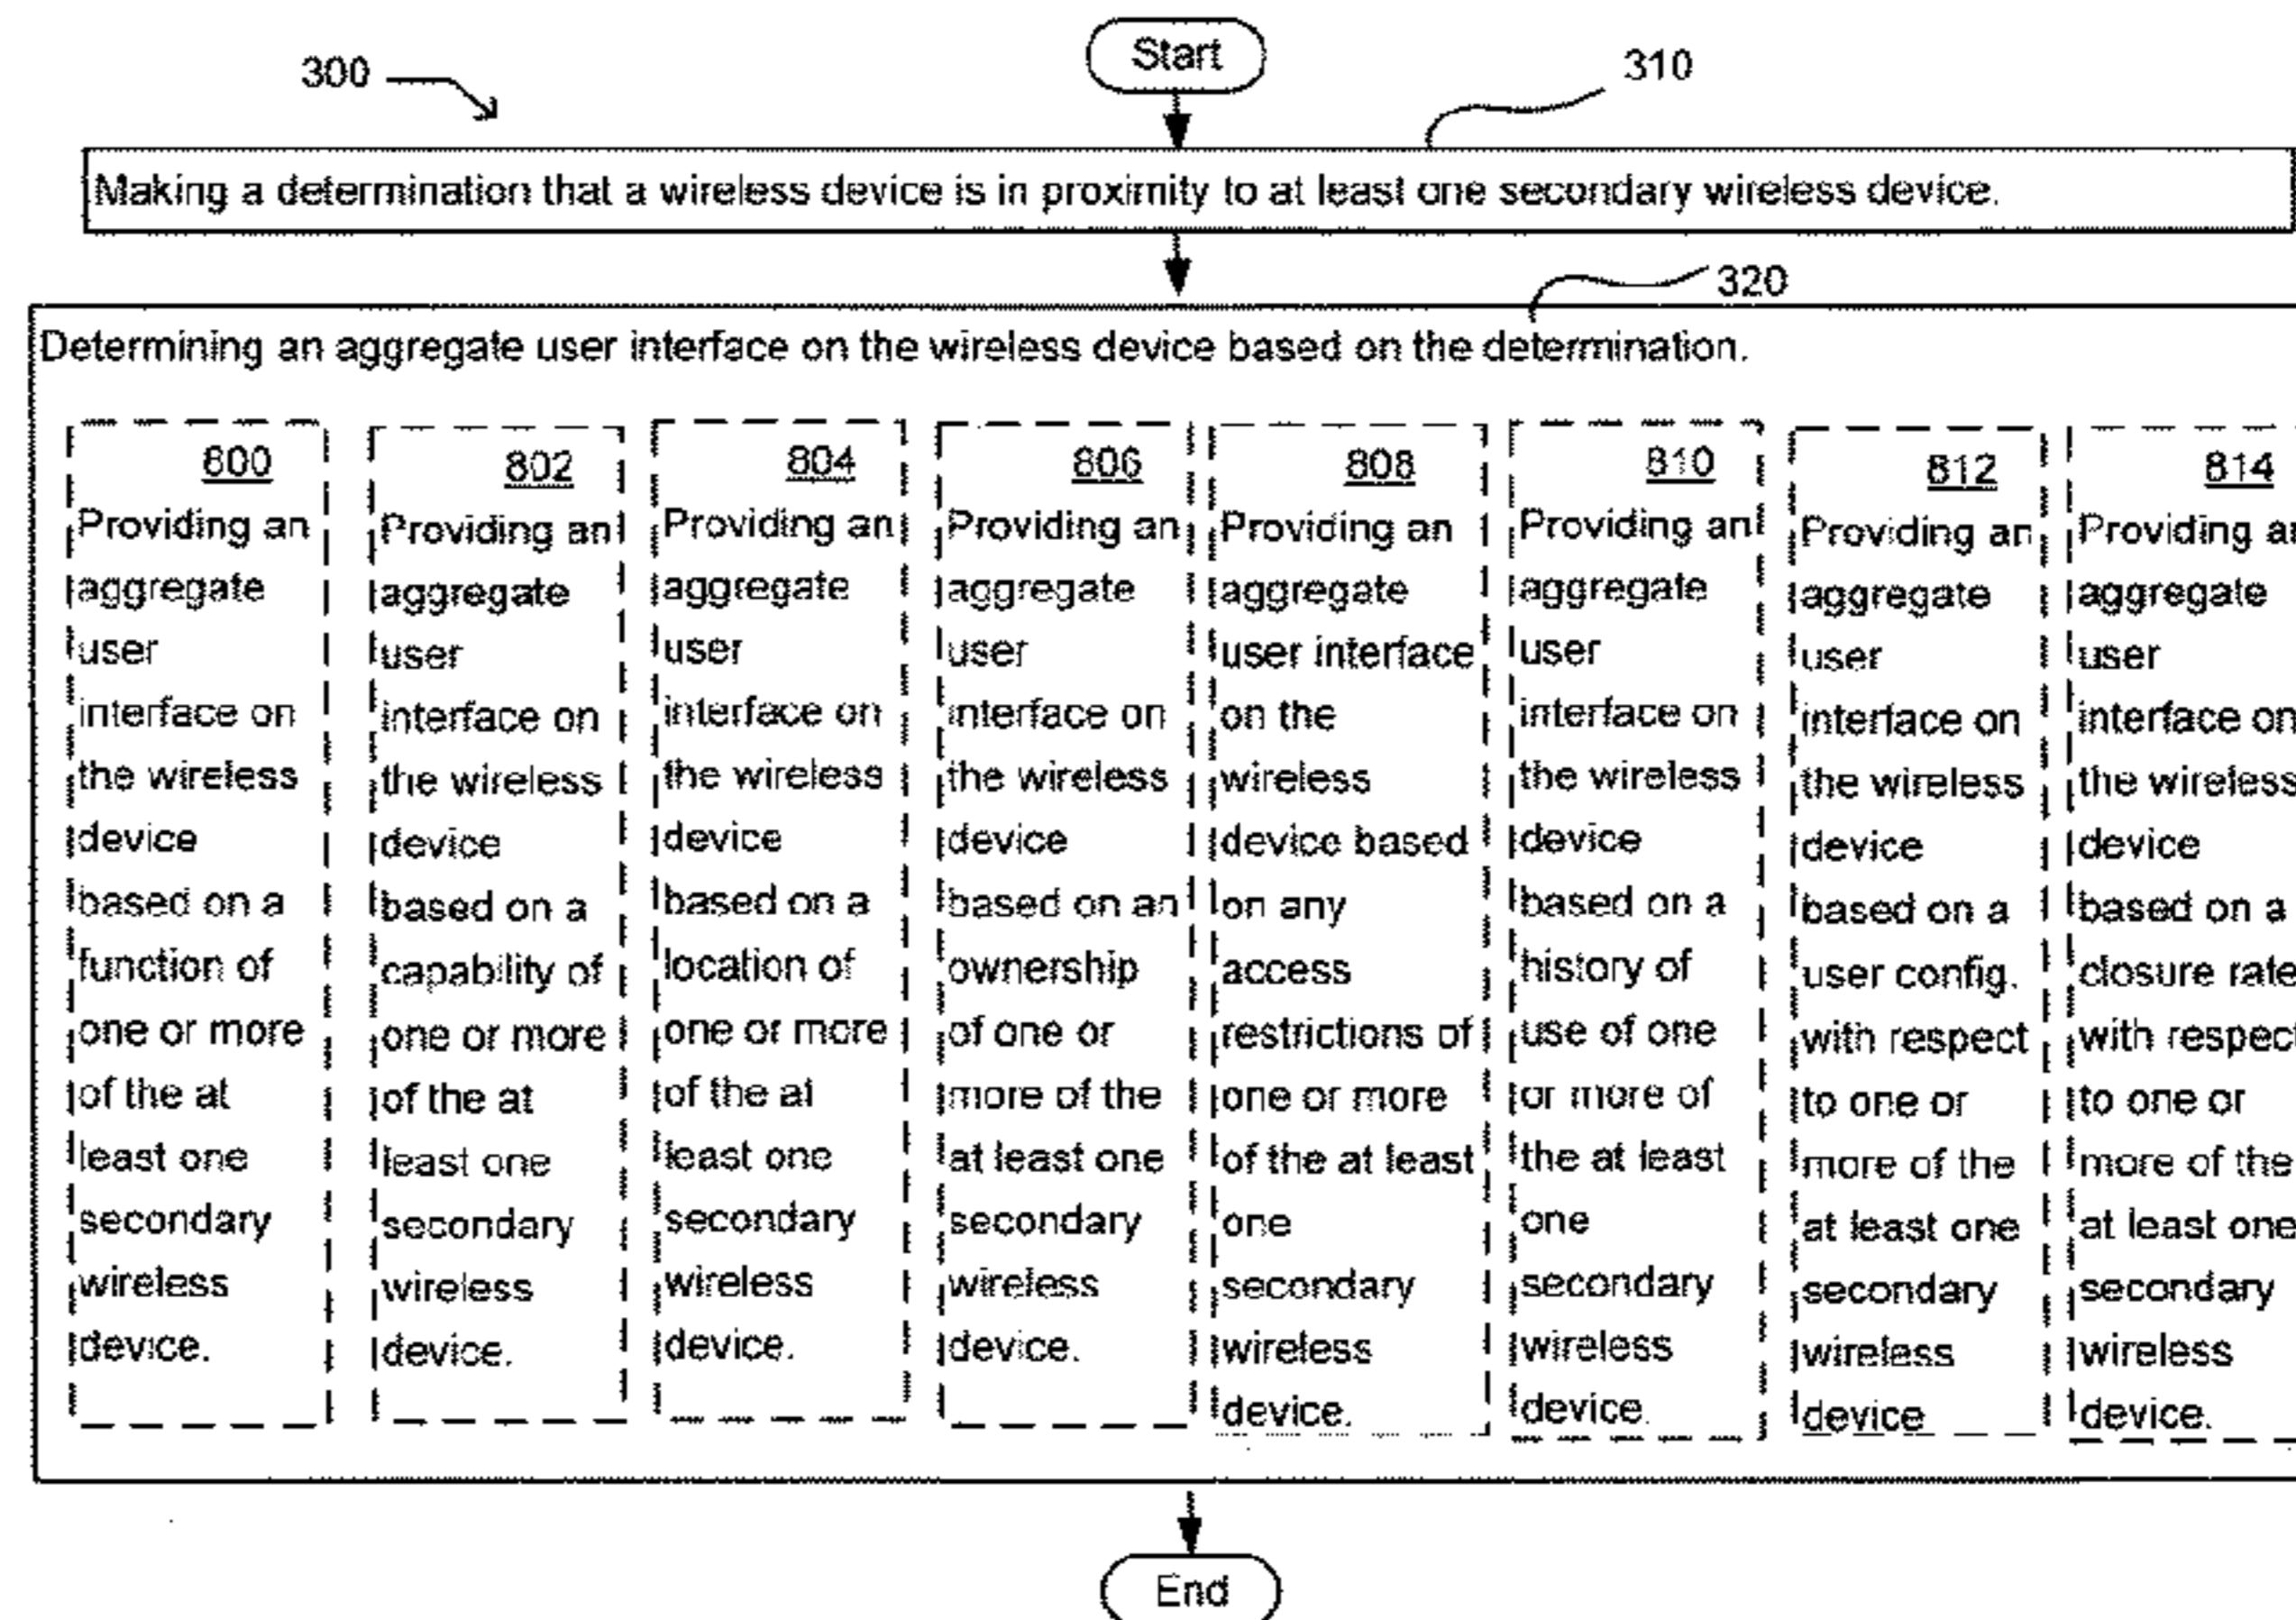 Start
300
310
Making a determination that a wireless device is in proximity to at least one secondary wireless device.
320
Determining an aggregate user interface on the wireless device based on the determination.
800
Providing an
aggregate
user
interface on
the wireless
device
based on a
function of
one or more
of the at
least one
secondary
wireless
device.
802
Providing an
aggregate
user
interface on
the wireless
device
based on a
capability of
one or more
of the at
least one
secondary
wireless
device.
804
Providing an
aggregate
user
interface on
the wireless
device
based on a
location of
one or more
of the at
least one
secondary
wireless
device.
806
Providing an
aggregate
user
interface on
the wireless
device
based on an
ownership
of one or
more of the
at least one
secondary
wireless
device.
808
Providing an
aggregate
user interface
on the
wireless
device based
on any
access
restrictions of
one or more
of the at least
one
secondary
wireless
device.
810
Providing an
aggregate
user
interface on
the wireless
device
based on a
history of
use of one
or more of
the at least
one
secondary
wireless
device.
812
Providing an
aggregate
user
interface on
the wireless
device
based on a
user config.
with respect
to one or
more of the
at least one
secondary
wireless
device
814
Providing an
aggregate
user
interface on
the wireless
device
based on a
closure rate
with respect
to one or
more of the
at least one
secondary
wireless
device.
End